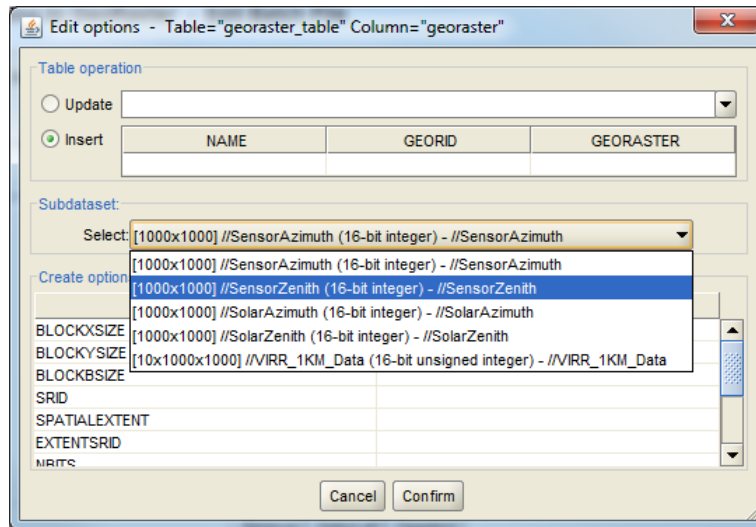 Edit options - Table="georaster_table" Column="georaster"
Table operation
Update
Insert NAME GEORID GEORASTER
Subdataset:
Select: [1000x1000] //SensorAzimuth (16-bit integer) - //SensorAzimuth
[1000x1000] //SensorAzimuth (16-bit integer) - //SensorAzimuth
Create option
[1000x1000] //SensorZenith (16-bit integer) - //SensorZenith
[1000x1000] //SolarAzimuth (16-bit integer) - //SolarAzimuth
BLOCKXSIZE [1000x1000] //SolarZenith (16-bit integer) - //SolarZenith
BLOCKYSIZE [10x1000x1000] //VIRR_1KM_Data (16-bit unsigned integer) - //VIRR_1KM_Data
BLOCKBSIZE
SRID
SPATIALEXTENT
EXTENTSRID
NBITS
Cancel Confirm